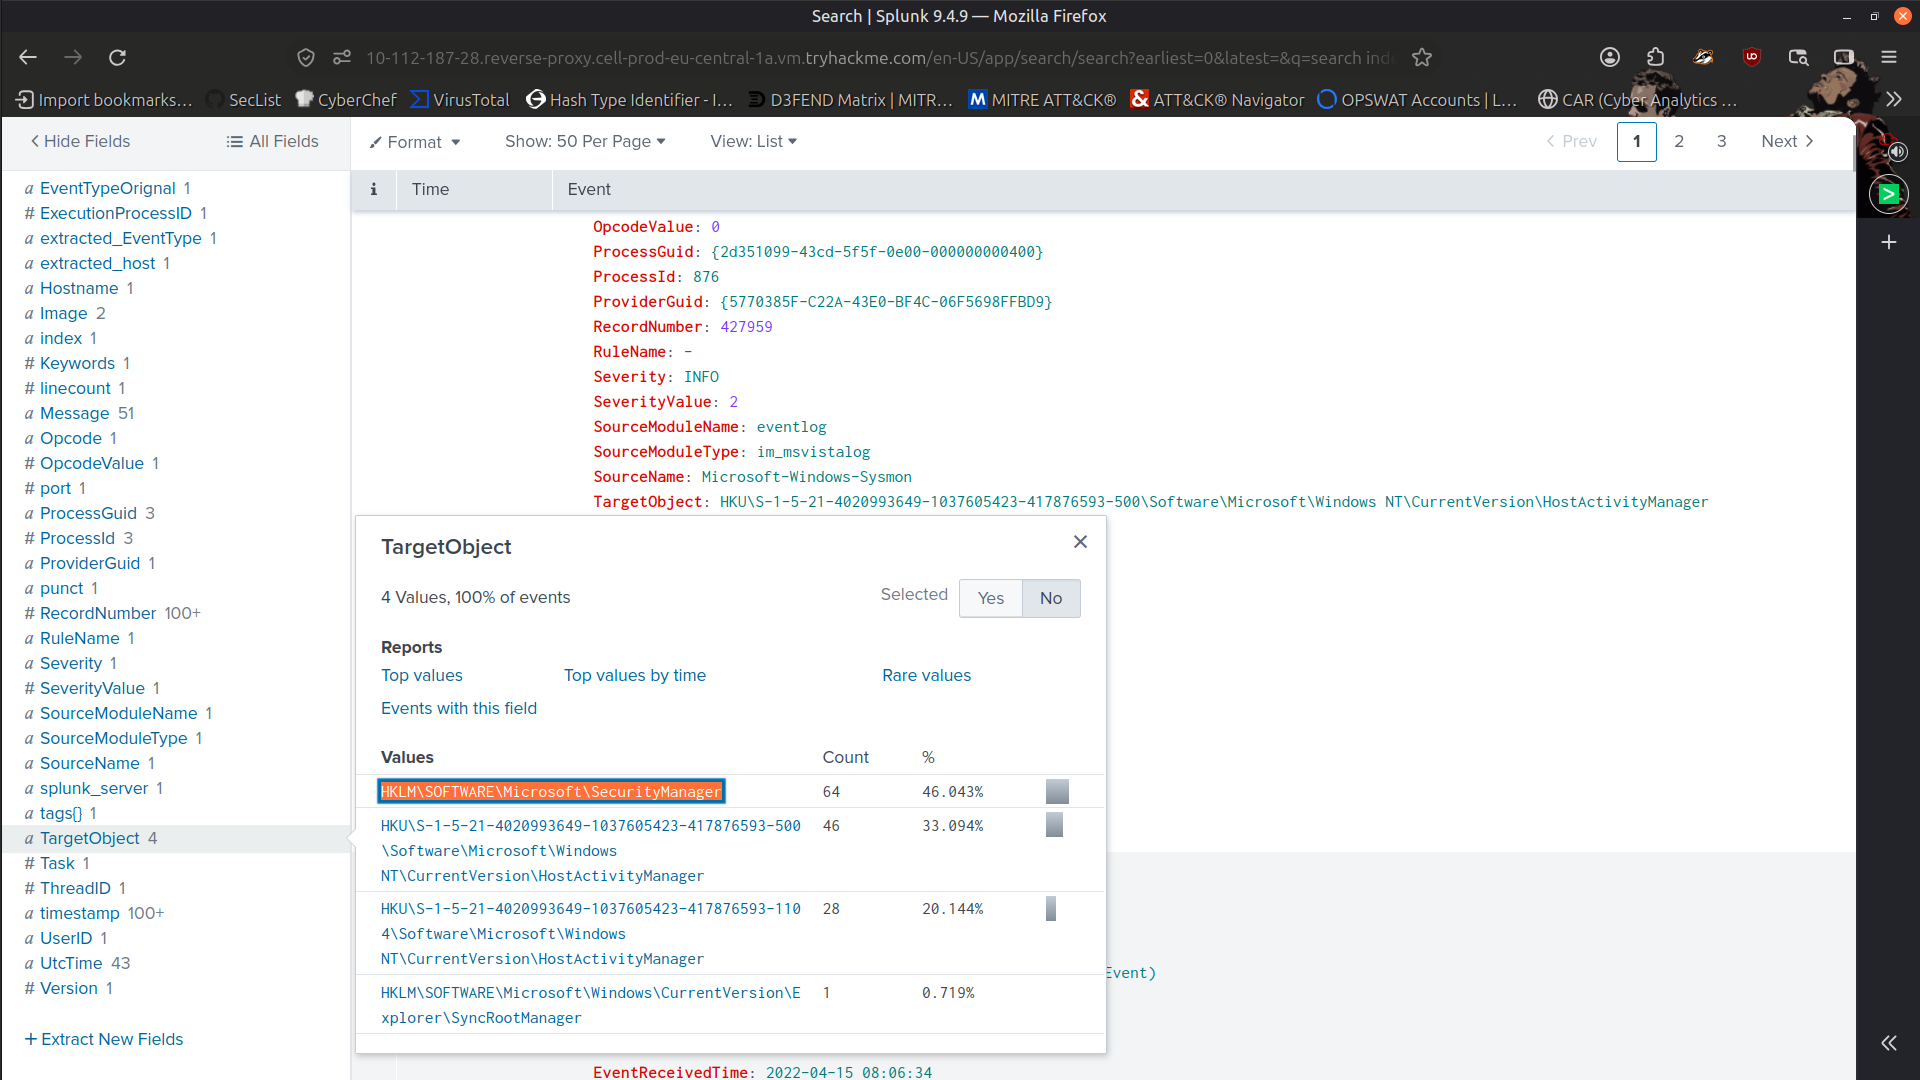 Search | Splunk 9.4.9 — Mozilla Firefox
10-112-187-28.reverse-proxy.cell-prod-eu-central-1a.vm.tryhackme.com/en-US/app/search/search?earliest=0&latest=&q=search ind
Import bookmarks... SecList CyberChef VirusTotal Hash Type Identifier - I... D3FEND Matrix | MITR... MITRE ATT&CK® ATT&CK® Navigator OPSWAT Accounts | L... CAR (Cyber Analytics ...
Hide Fields All Fields Format Show: 50 Per Page View: List Prev 1 2 3 Next
i Time Event
a EventTypeOrignal 1
# ExecutionProcessID 1
a extracted_EventType 1
a extracted_host 1
a Hostname 1
a Image 2
a index 1
# Keywords 1
# linecount 1
a Message 51
a Opcode 1
# OpcodeValue 1
# port 1
a ProcessGuid 3
# ProcessId 3
a ProviderGuid 1
a punct 1
# RecordNumber 100+
a RuleName 1
a Severity 1
# SeverityValue 1
a SourceModuleName 1
a SourceModuleType 1
a SourceName 1
a splunk_server 1
a tags{} 1
a TargetObject 4
# Task 1
# ThreadID 1
a timestamp 100+
a UserID 1
a UtcTime 43
# Version 1
+ Extract New Fields
OpcodeValue: 0
ProcessGuid: {2d351099-43cd-5f5f-0e00-000000000400}
ProcessId: 876
ProviderGuid: {5770385F-C22A-43E0-BF4C-06F5698FFBD9}
RecordNumber: 427959
RuleName: -
Severity: INFO
SeverityValue: 2
SourceModuleName: eventlog
SourceModuleType: im_msvistalog
SourceName: Microsoft-Windows-Sysmon
TargetObject: HKU\S-1-5-21-4020993649-1037605423-417876593-500\Software\Microsoft\Windows NT\CurrentVersion\HostActivityManager
TargetObject
4 Values, 100% of events Selected Yes No
Reports
Top values Top values by time Rare values
Events with this field
Values Count %
HKLM\SOFTWARE\Microsoft\SecurityManager 64 46.043%
HKU\S-1-5-21-4020993649-1037605423-417876593-500 46 33.094%
\Software\Microsoft\Windows
NT\CurrentVersion\HostActivityManager
HKU\S-1-5-21-4020993649-1037605423-417876593-110 28 20.144%
4\Software\Microsoft\Windows
NT\CurrentVersion\HostActivityManager
HKLM\SOFTWARE\Microsoft\Windows\CurrentVersion\E 1 0.719%
xplorer\SyncRootManager
Event)
EventReceivedTime: 2022-04-15 08:06:34